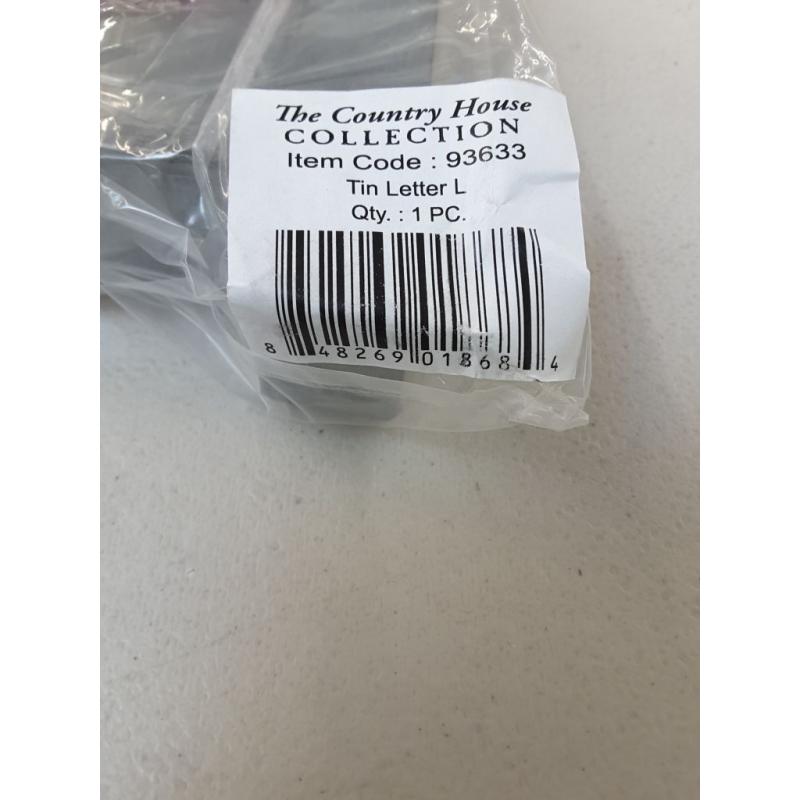 The Country House
COLLECTION
Item Code : 93633
Tin Letter L
Qty. : 1 PC.
8 48269 01868 4